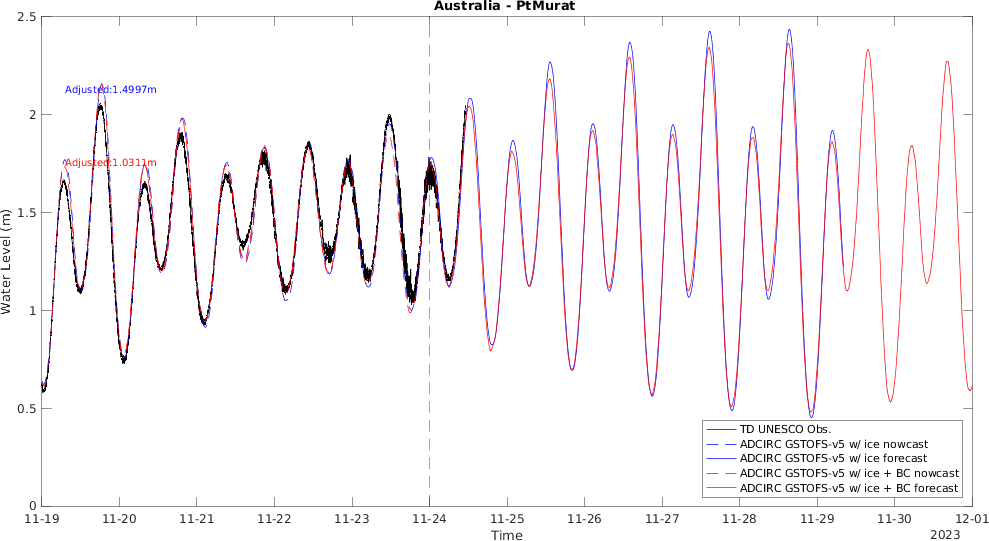 Australia - PtMurat
2.5
2
1.5
1
0.5
0
Water Level (m)
Adjusted:1.4997m
Adjusted:1.0311m
TD UNESCO Obs.
ADCIRC GSTOFS-v5 w/ ice nowcast
ADCIRC GSTOFS-v5 w/ ice forecast
ADCIRC GSTOFS-v5 w/ ice + BC nowcast
ADCIRC GSTOFS-v5 w/ ice + BC forecast
11-19 11-20 11-21 11-22 11-23 11-24 11-25 11-26 11-27 11-28 11-29 11-30 12-01
Time
2023